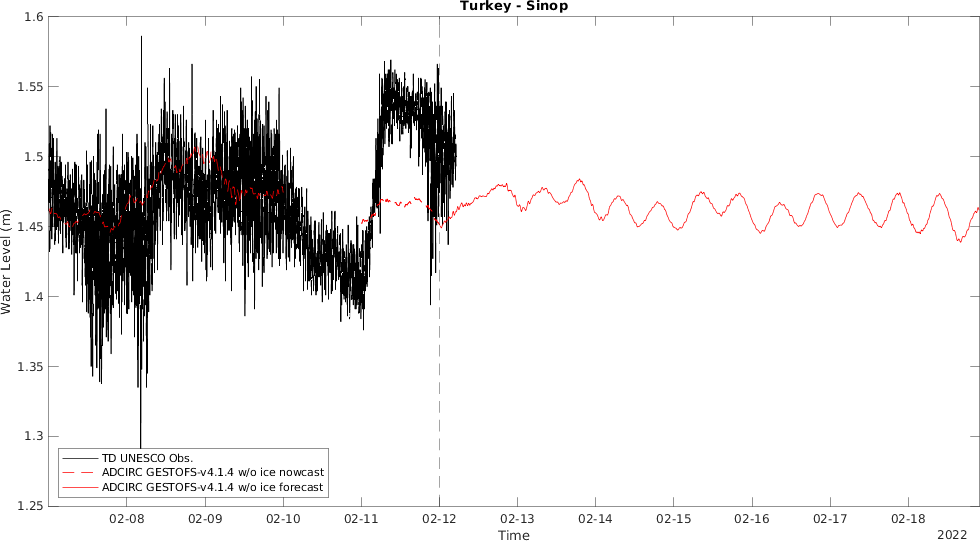 Turkey - Sinop
Water Level (m)
1.6
1.55
1.5
1.45
1.4
1.35
1.3
1.25
TD UNESCO Obs.
ADCIRC GESTOFS-v4.1.4 w/o ice nowcast
ADCIRC GESTOFS-v4.1.4 w/o ice forecast
02-08 02-09 02-10 02-11 02-12 02-13 02-14 02-15 02-16 02-17 02-18
Time
2022